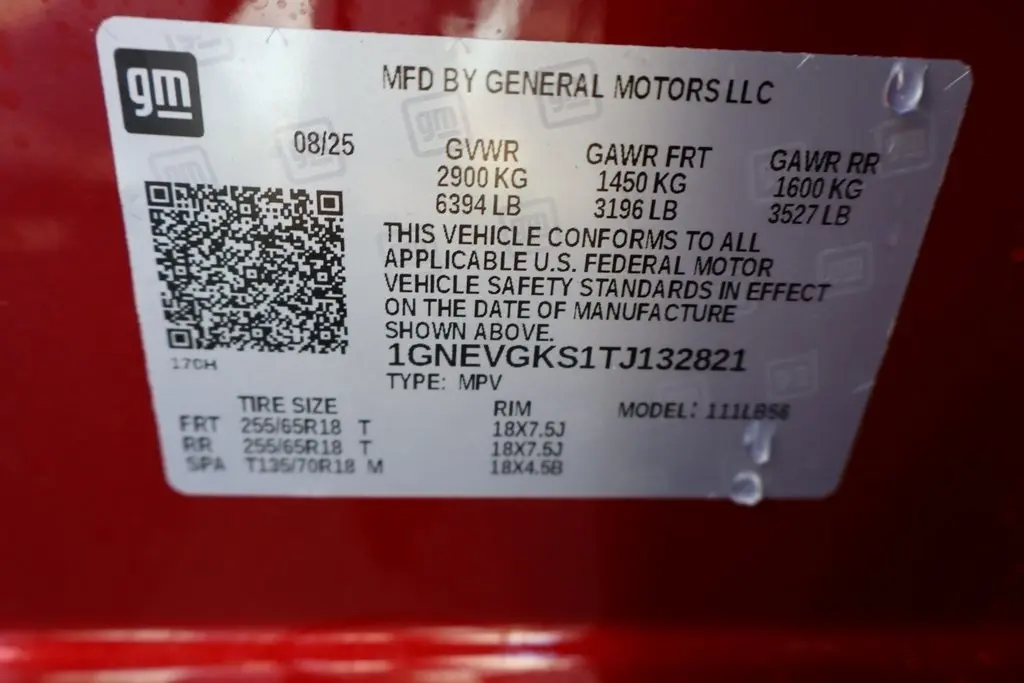 gm
MFD BY GENERAL MOTORS LLC
08/25
GVWR GAWR FRT GAWR RR
2900 KG 1450 KG 1600 KG
6394 LB 3196 LB 3527 LB
THIS VEHICLE CONFORMS TO ALL
APPLICABLE U.S. FEDERAL MOTOR
VEHICLE SAFETY STANDARDS IN EFFECT
ON THE DATE OF MANUFACTURE
SHOWN ABOVE.
17CH
1GNEVGKS1TJ132821
TYPE: MPV
TIRE SIZE RIM MODEL: 111LB56
FRT 255/65R18 T 18X7.5J
RR 255/65R18 T 18X7.5J
SPA T135/70R18 M 18X4.5B